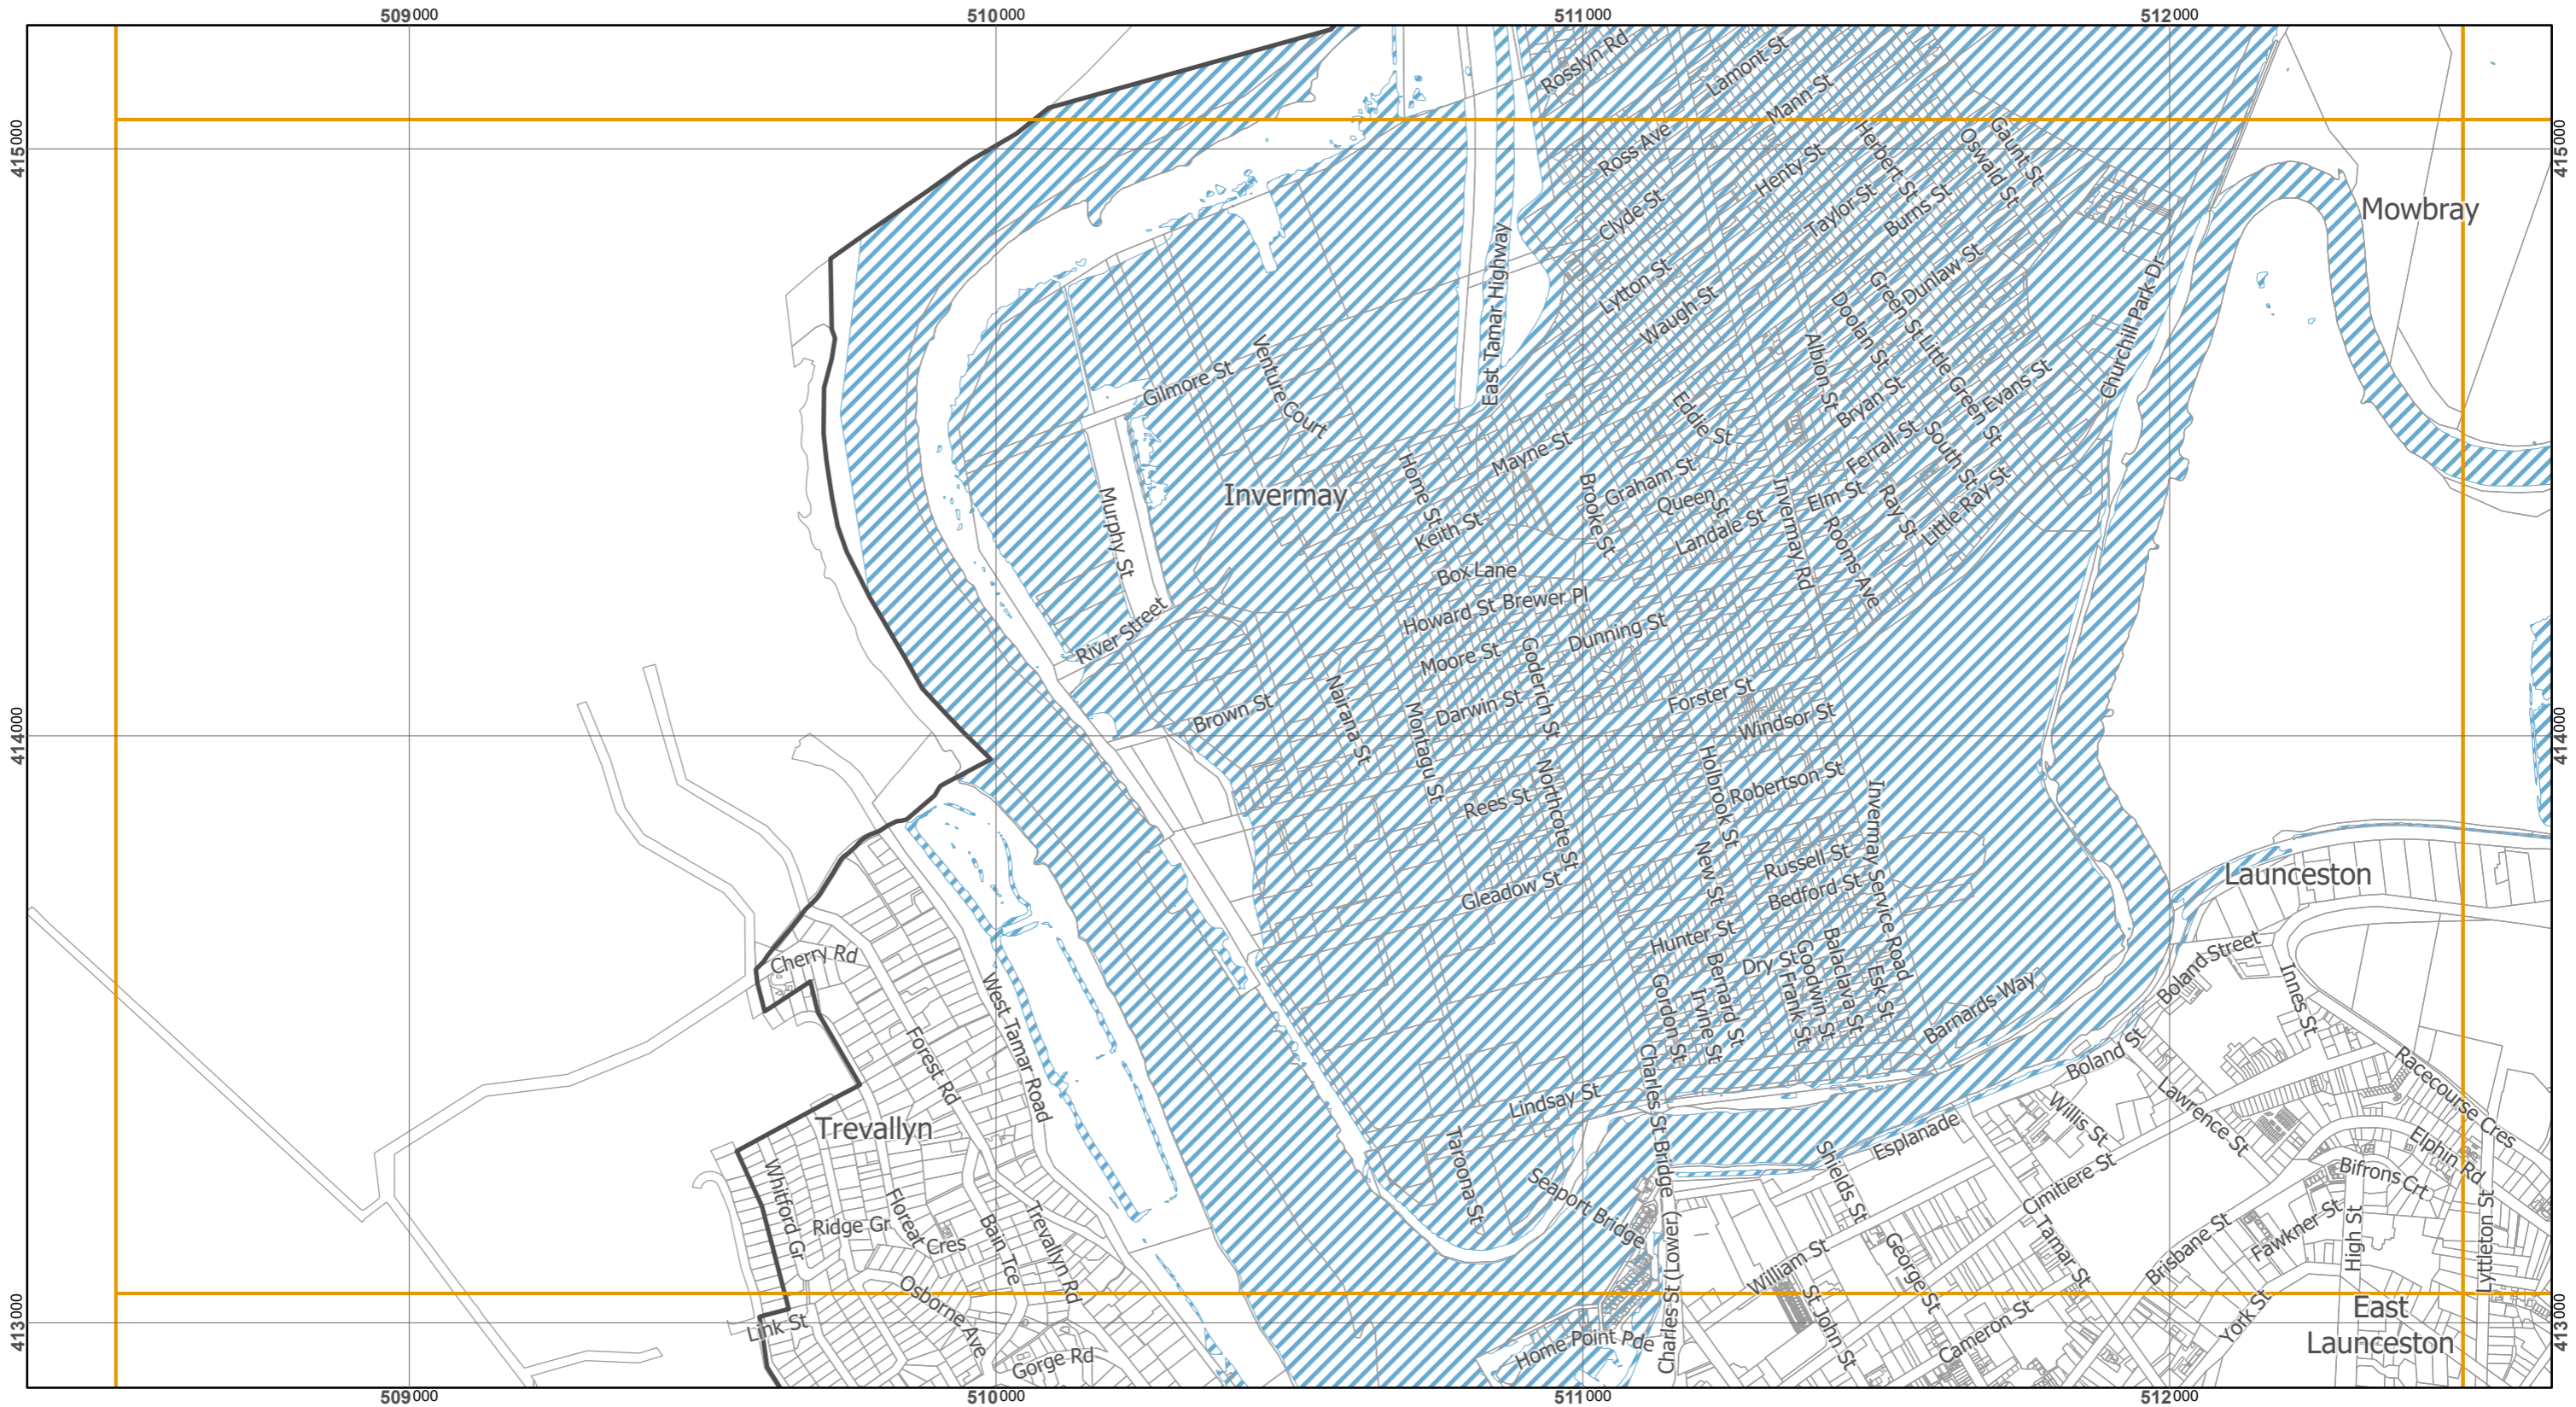 509000
510000
511000
512000
Rosslyn Rd
Lamont St
Mann St
Ross Ave
Henty St
Herbert St
Oswald St
Gaunt St
415000
415000
Mowbray
Clyde St
Taylor St
Burns St
East Tamar Highway
Lytton St
Waugh St
Green St
Dunlaw St
Churchill Park Dr
Doolan St
Little Green St
Albion St
Evans St
Gilmore St
Venture Court
Eddie St
Bryan St
Mayne St
Ferrall St
South St
Home St
Invermay
Graham St
Queen St
Brooke St
Elm St
Ray St
Little Ray St
Keith St
Landale St
Invermay Rd
Rooms Ave
Murphy St
Box Lane
Howard St
Brewer Pl
River Street
Dunning St
Moore St
Goderich St
Brown St
Nairana St
Montagu St
Darwin St
Forster St
Windsor St
414000
414000
Rees St
Northcote St
Holbrook St
Robertson St
Invermay Service Road
Russell St
Launceston
Gleadow St
New St
Bedford St
Hunter St
Cherry Rd
Boland Street
West Tamar Road
Dry St
Goodwin St
Balaclava St
Esk St
Bernard St
Gordon St
Irvine St
Frank St
Barnards Way
Innes St
Forest Rd
Charles St Bridge
Boland St
Racecourse Cres
Lindsay St
Trevallyn
Esplanade
Willis St
Lawrence St
Elphin Rd
Taroona St
Seaport Bridge
Shields St
Cimitiere St
Bifrons Crt
Whitford Gr
Floreat Cres
Ridge Gr
Bain Tce
Trevallyn Rd
Charles St (Lower)
William St
George St
Tamar St
Brisbane St
Fawkner St
High St
Lyttleton St
Osborne Ave
St John St
Cameron St
York St
East
Launceston
413000
413000
Link St
Gorge Rd
Home Point Pde
509000
510000
511000
512000